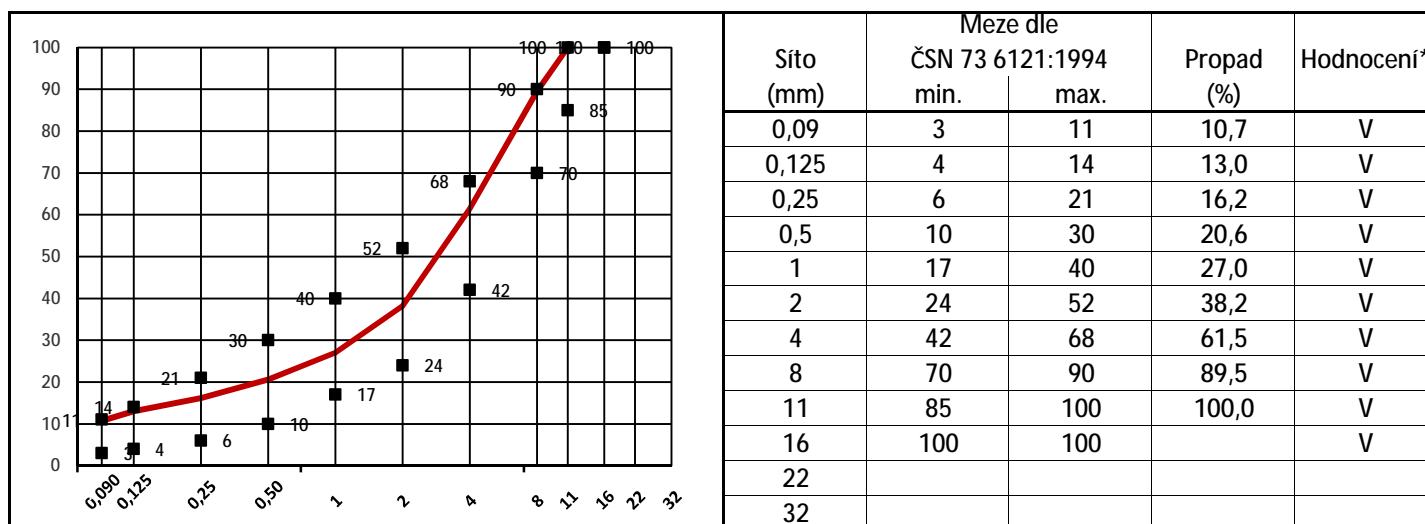 100 100 100 100
90 90
85
80
70 68 70
60
50 52
40 40 42
30 30
20 21 24
17
10 11 14 10
0 3 4 6
0,090 0,125 0,25 0,50 1 2 4 8 11 16 22 32
Meze dle
Síto ČSN 73 6121:1994 Propad Hodnocení*
(mm) min. max. (%)
0,09 3 11 10,7 V
0,125 4 14 13,0 V
0,25 6 21 16,2 V
0,5 10 30 20,6 V
1 17 40 27,0 V
2 24 52 38,2 V
4 42 68 61,5 V
8 70 90 89,5 V
11 85 100 100,0 V
16 100 100 V
22
32